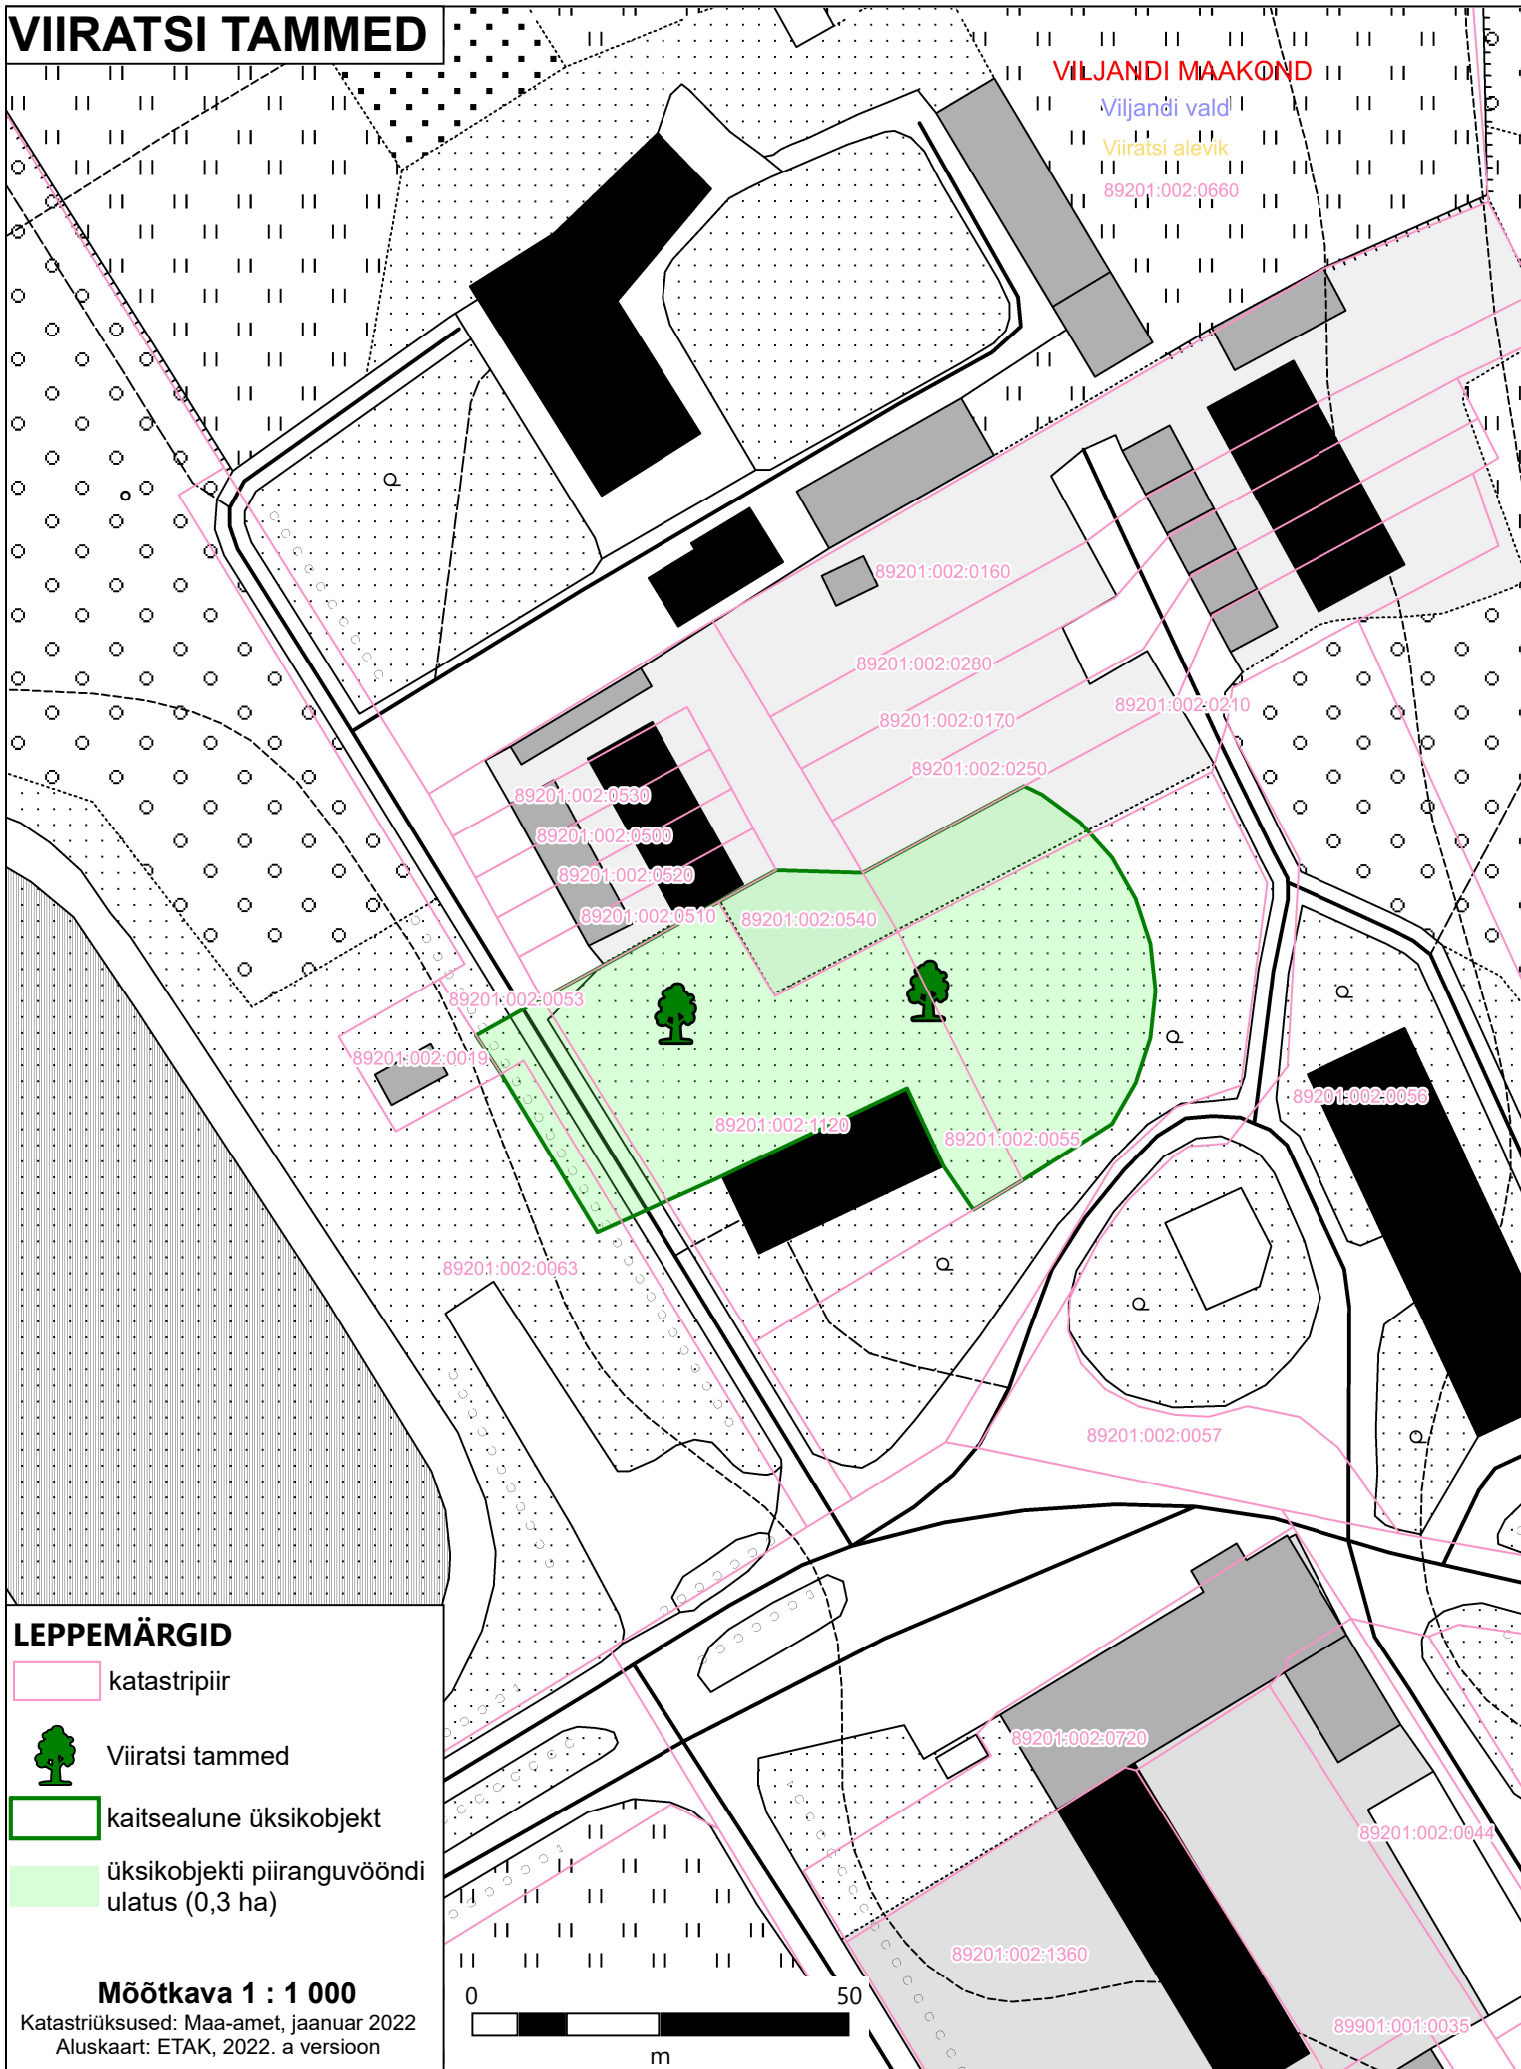 VIIRATSI TAMMED
VILJANDI MAAKOND
Viljandi vald
Viiratsi alevik
89201:002:0660
89201:002:0160
89201:002:0280
89201:002:0210
89201:002:0170
89201:002:0250
89201:002:0530
89201:002:0500
89201:002:0520
89201:002:0510
89201:002:0540
89201:002:0053
89201:002:0019
89201:002:0056
89201:002:1120
89201:002:0055
89201:002:0063
89201:002:0057
89201:002:0720
89201:002:0044
89201:002:1360
89901:001:0035
LEPPEMÄRGID
katastripiir
Viiratsi tammed
kaitsealune üksikobjekt
üksikobjekti piiranguvööndi
ulatus (0,3 ha)
Mõõtkava 1 : 1 000
Katastriüksused: Maa-amet, jaanuar 2022
Aluskaart: ETAK, 2022. a versioon
0 50
m